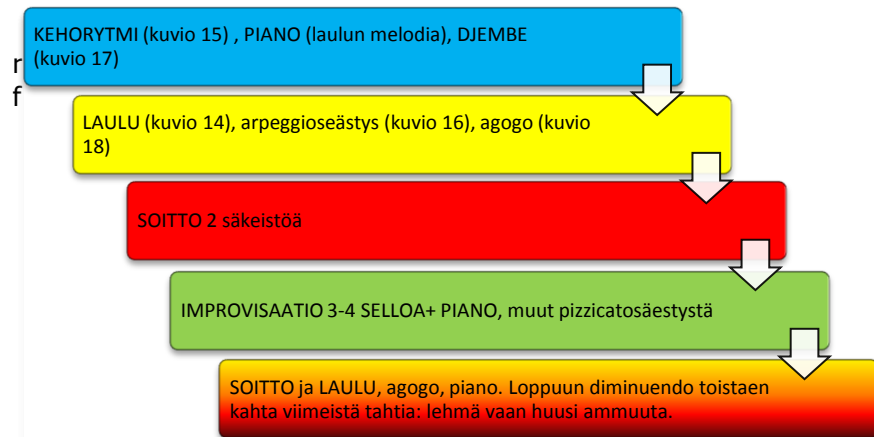 KEHORYTMI (kuvio 15) , PIANO (laulun melodia), DJEMBE
(kuvio 17)
r
f
LAULU (kuvio 14), arpeggioseästys (kuvio 16), agogo (kuvio
18)
SOITTO 2 säkeistöä
IMPROVISAATIO 3-4 SELLOA+ PIANO, muut pizzicatosäestystä
SOITTO ja LAULU, agogo, piano. Loppuun diminuendo toistaen
kahta viimeistä tahtia: lehmä vaan huusi ammuuta.